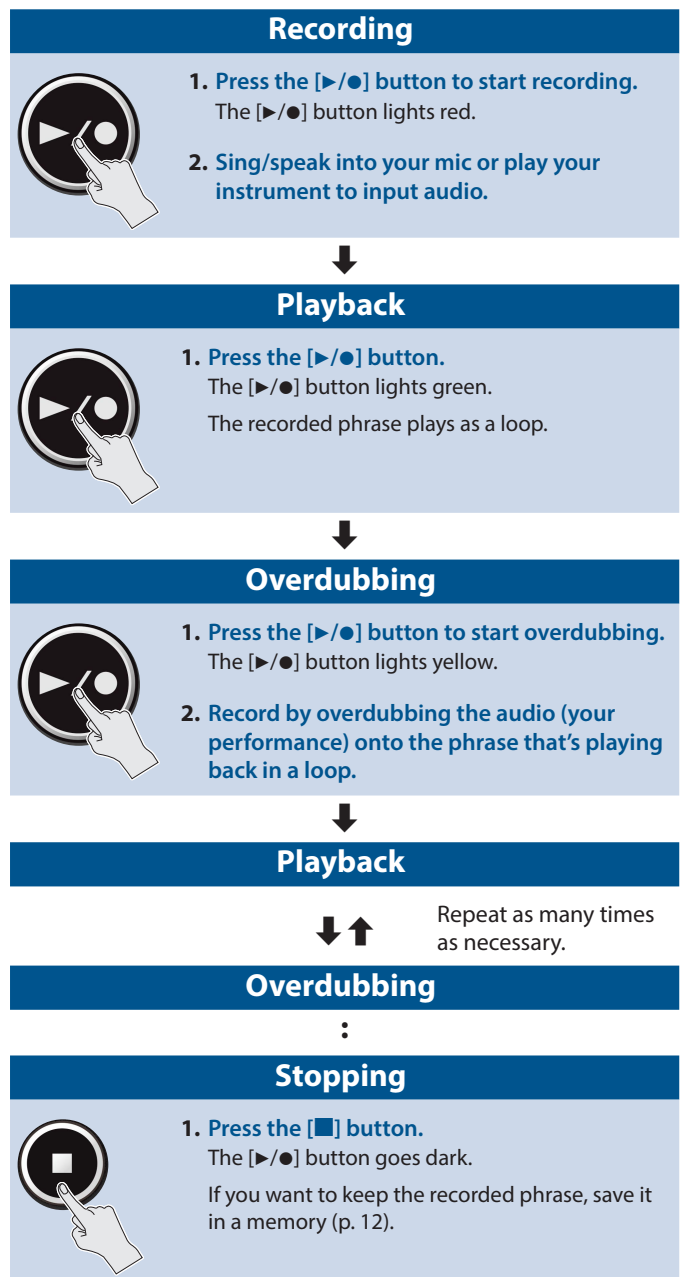 Recording
1. Press the [►/●] button to start recording.
The [►/●] button lights red.
2. Sing/speak into your mic or play your
instrument to input audio.
Playback
1. Press the [►/●] button.
The [►/●] button lights green.
The recorded phrase plays as a loop.
Overdubbing
1. Press the [►/●] button to start overdubbing.
The [►/●] button lights yellow.
2. Record by overdubbing the audio (your
performance) onto the phrase that's playing
back in a loop.
Playback
Repeat as many times
as necessary.
Overdubbing
:
Stopping
1. Press the [■] button.
The [►/●] button goes dark.
If you want to keep the recorded phrase, save it
in a memory (p. 12).